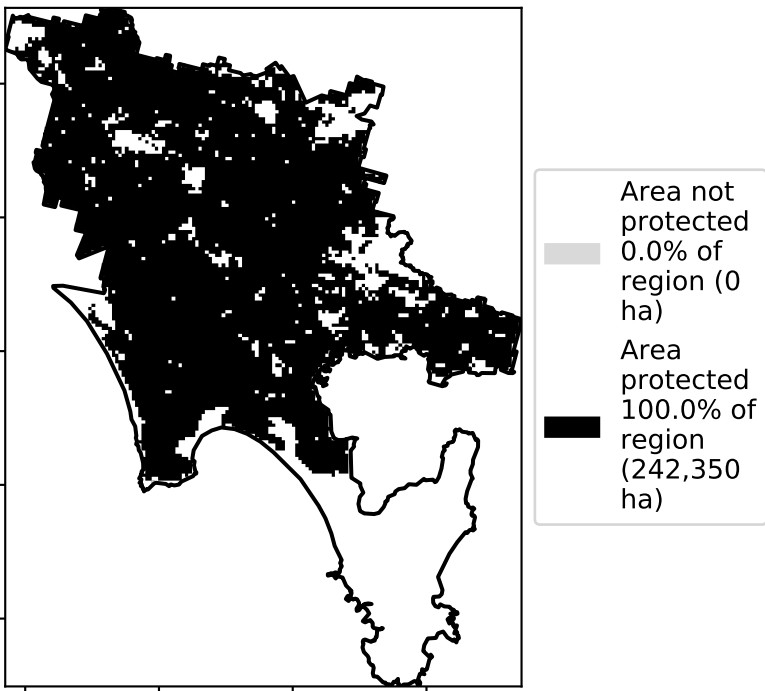 Area not
protected
0.0% of
region (0
ha)
Area
protected
100.0% of
region
(242,350
ha)